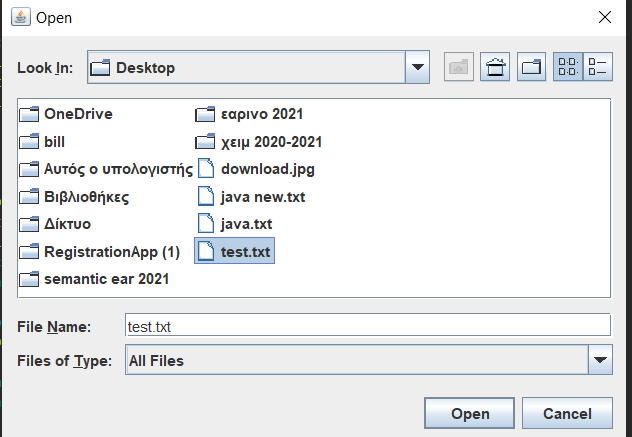 Open
Look In: Desktop
OneDrive
bill
Αυτός ο υπολογιστής
Βιβλιοθήκες
Δίκτυο
RegistrationApp (1)
semantic ear 2021
εαρινο 2021
χειμ 2020-2021
download.jpg
java new.txt
java.txt
test.txt
File Name: test.txt
Files of Type: All Files
Open Cancel